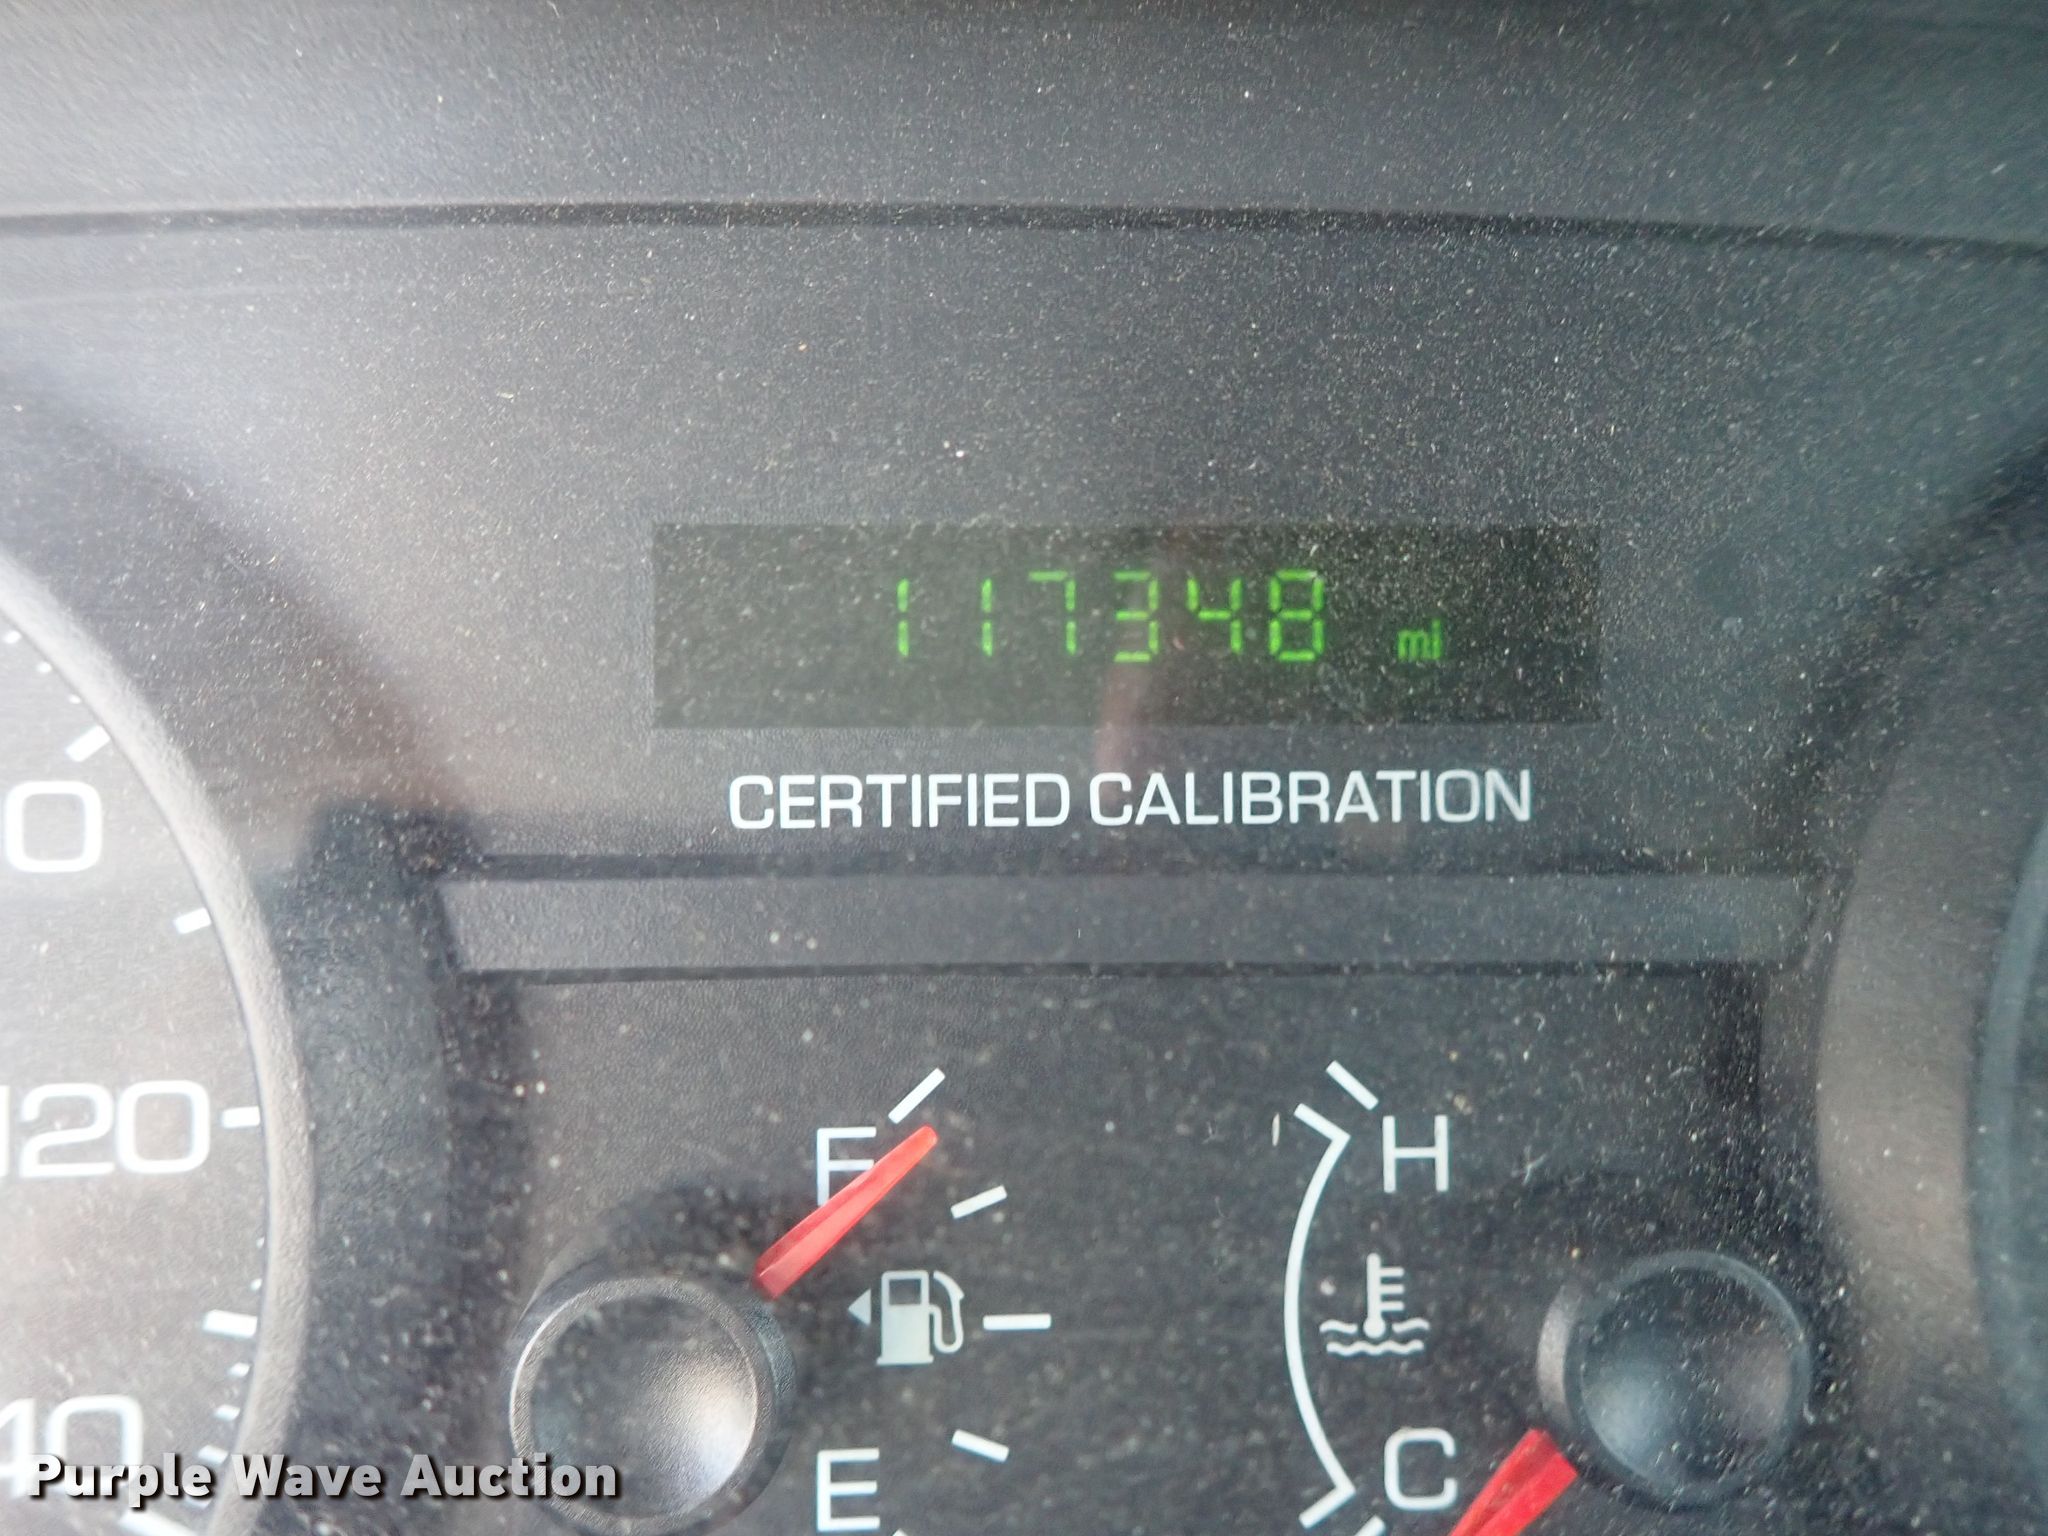 117348 mi
CERTIFIED CALIBRATION
120
F
H
E
C
Purple Wave Auction